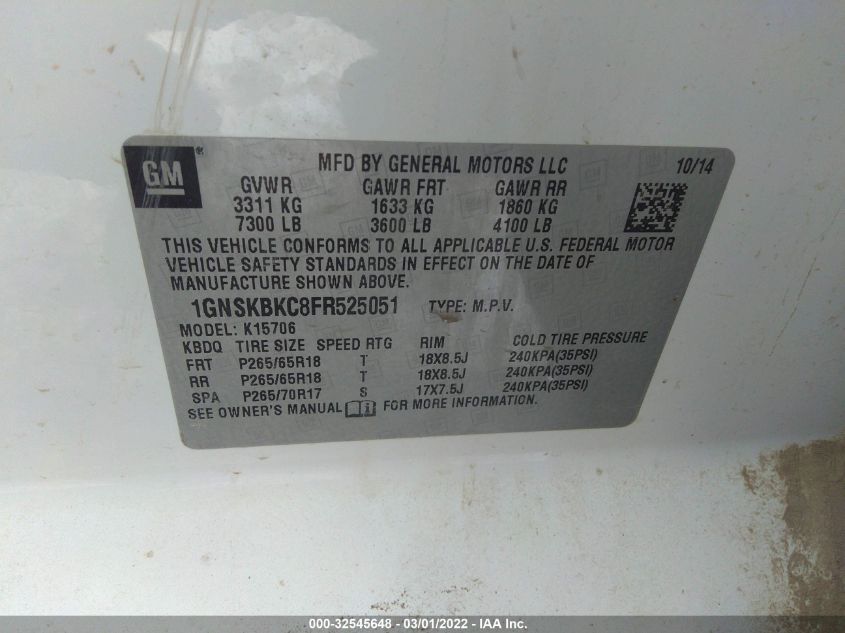 GM
MFD BY GENERAL MOTORS LLC 10/14
GVWR GAWR FRT GAWR RR
3311 KG 1633 KG 1860 KG
7300 LB 3600 LB 4100 LB
THIS VEHICLE CONFORMS TO ALL APPLICABLE U.S. FEDERAL MOTOR
VEHICLE SAFETY STANDARDS IN EFFECT ON THE DATE OF
MANUFACTURE SHOWN ABOVE.
1GNSKBKC8FR525051 TYPE: M.P.V.
MODEL: K15706
KBDQ TIRE SIZE SPEED RTG RIM COLD TIRE PRESSURE
FRT P265/65R18 T 18X8.5J 240KPA(35PSI)
RR P265/65R18 T 18X8.5J 240KPA(35PSI)
SPA P265/70R17 S 17X7.5J 240KPA(35PSI)
SEE OWNER'S MANUAL FOR MORE INFORMATION.
000-32545648 - 03/01/2022 - IAA Inc.